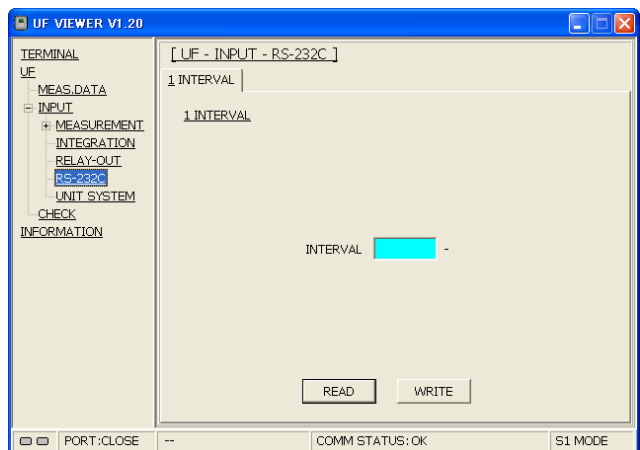 UF VIEWER V1.20
TERMINAL
UF
MEAS.DATA
INPUT
MEASUREMENT
INTEGRATION
RELAY-OUT
RS-232C
UNIT SYSTEM
CHECK
INFORMATION
[ UF - INPUT - RS-232C ]
1 INTERVAL
1 INTERVAL
INTERVAL -
READ WRITE
PORT:CLOSE -- COMM STATUS:OK S1 MODE